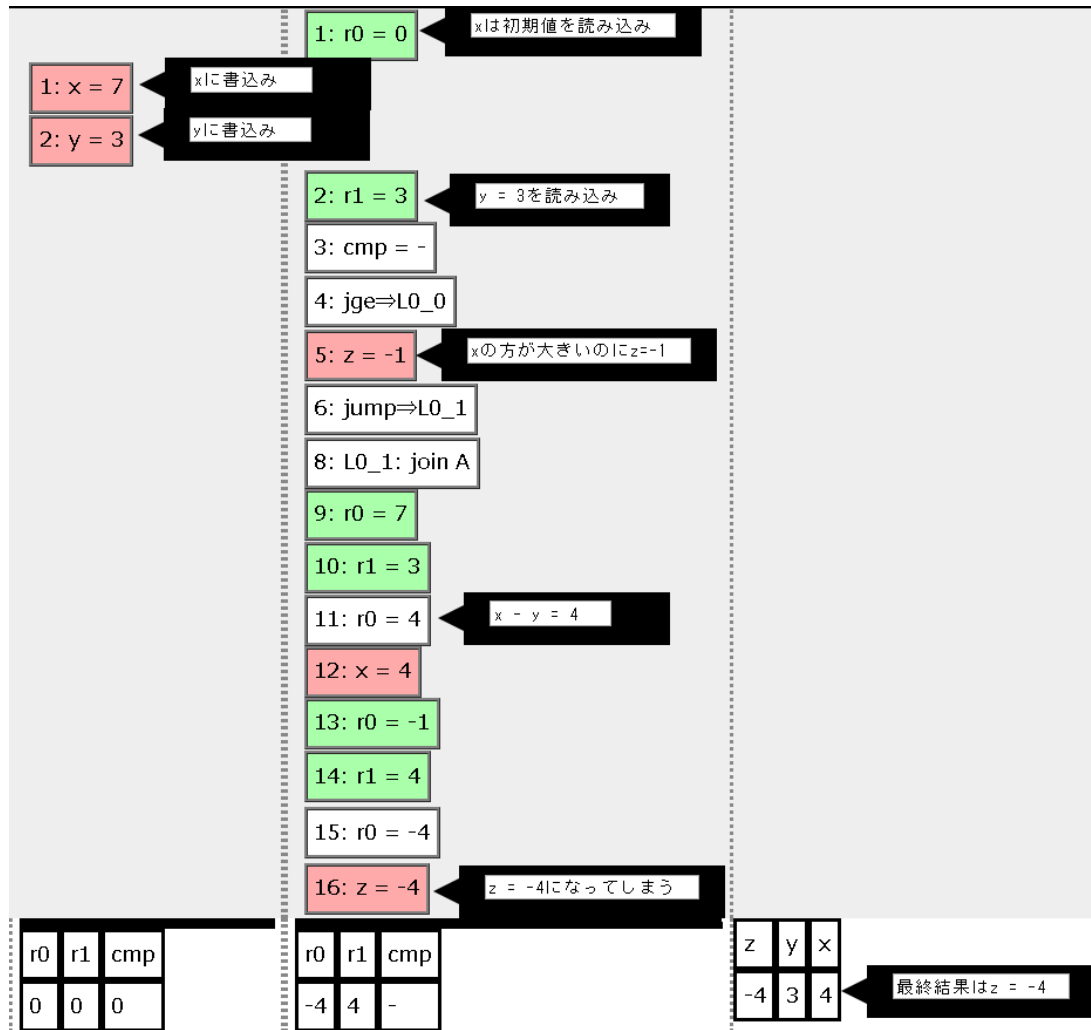 1: r0 = 0
xは初期値を読み込み
1: x = 7
xに書込み
2: y = 3
yに書込み
2: r1 = 3
y = 3を読み込み
3: cmp = -
4: jge⇒L0_0
5: z = -1
xの方が大きいのにz=-1
6: jump⇒L0_1
8: L0_1: join A
9: r0 = 7
10: r1 = 3
11: r0 = 4
x - y = 4
12: x = 4
13: r0 = -1
14: r1 = 4
15: r0 = -4
16: z = -4
z = -4になってしまう
r0 r1 cmp
0 0 0
r0 r1 cmp
-4 4 -
z y x
-4 3 4
最終結果はz = -4